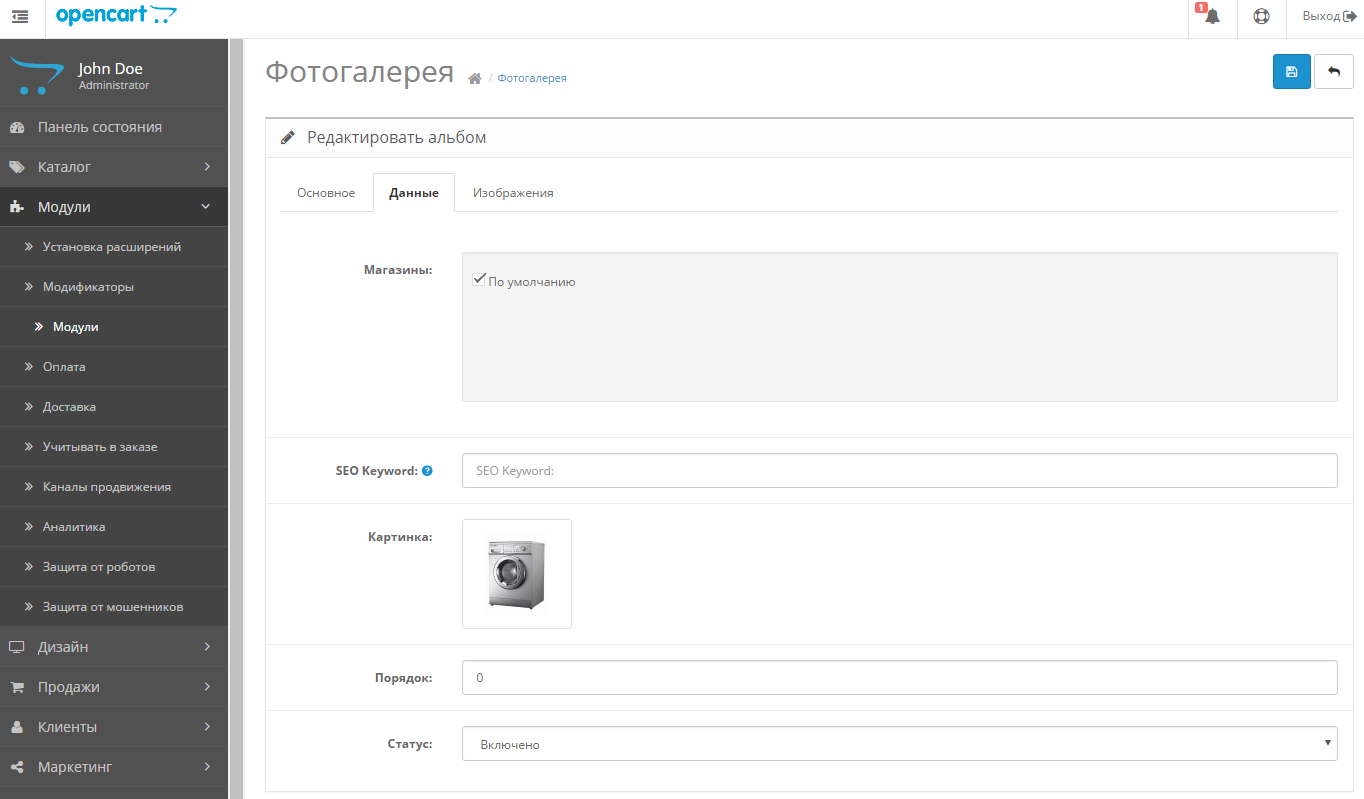 opencart
1
Выход
John Doe
Administrator
Панель состояния
Каталог
Модули
Установка расширений
Модификаторы
Модули
Оплата
Доставка
Учитывать в заказе
Каналы продвижения
Аналитика
Защита от роботов
Защита от мошенников
Дизайн
Продажи
Клиенты
Маркетинг
Фотогалерея / Фотогалерея
Редактировать альбом
Основное Данные Изображения
Магазины: По умолчанию
SEO Keyword: ? SEO Keyword:
Картинка:
Порядок: 0
Статус: Включено